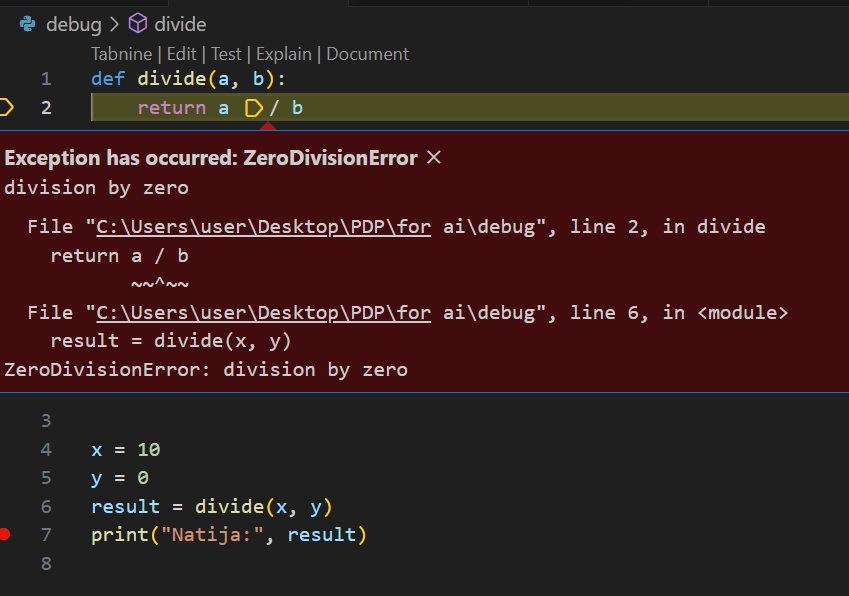 debug > divide
Tabnine | Edit | Test | Explain | Document
1 def divide(a, b):
2 return a / b
Exception has occurred: ZeroDivisionError ×
division by zero
File "C:\Users\user\Desktop\PDP\for ai\debug", line 2, in divide
return a / b
~~^~~
File "C:\Users\user\Desktop\PDP\for ai\debug", line 6, in <module>
result = divide(x, y)
ZeroDivisionError: division by zero
3
4 x = 10
5 y = 0
6 result = divide(x, y)
7 print("Natija:", result)
8